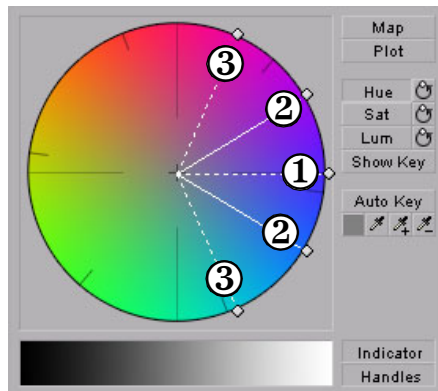 Map
Plot
3
2
Hue
Sat
Lum
1
Show Key
Auto Key
2
3
Indicator
Handles